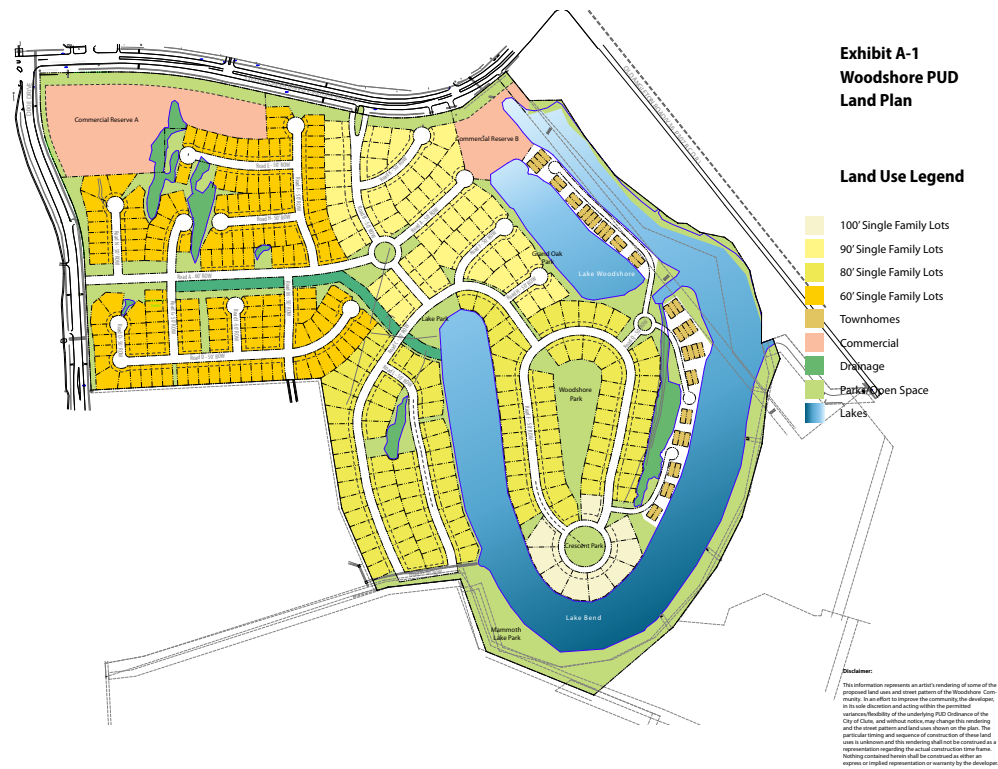 Exhibit A-1
Woodshore PUD
Land Plan
Land Use Legend
100' Single Family Lots
90' Single Family Lots
80' Single Family Lots
60' Single Family Lots
Townhomes
Commercial
Drainage
Parks/Open Space
Lakes
Commercial Reserve A
Commercial Reserve B
Grand Oak
Park
Lake Woodshore
Lake Park
Woodshore
Park
Crescent Park
Lake Bend
Mammoth
Lake Park
Disclaimer:
This information represents an artist's rendering of some of the
proposed land uses and street pattern of the Woodshore Com-
munity. In an effort to improve the community, the developer,
in its sole discretion and acting within the permitted
variances/flexibility of the underlying PUD Ordinance of the
City of Clute, and without notice, may change this rendering
and the street pattern and land uses shown on the plan. The
particular timing and sequence of construction of these land
uses is unknown and this rendering shall not be construed as a
representation regarding the actual construction time frame.
Nothing contained herein shall be construed as either an
express or implied representation or warranty by the developer.